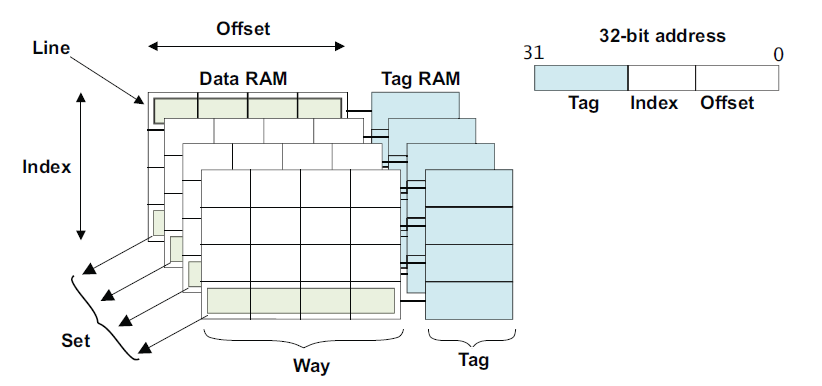 Offset
32-bit address
31
0
Line
Data RAM
Tag RAM
Tag
Index
Offset
Index
Set
Way
Tag